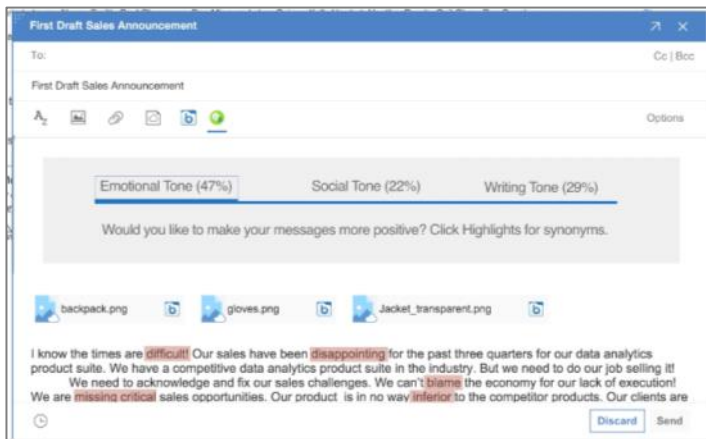 First Draft Sales Announcement
To:
Cc | Bcc
First Draft Sales Announcement
Options
Emotional Tone (47%) Social Tone (22%) Writing Tone (29%)
Would you like to make your messages more positive? Click Highlights for synonyms.
backpack.png gloves.png Jacket_transparent.png
I know the times are difficult! Our sales have been disappointing for the past three quarters for our data analytics
product suite. We have a competitive data analytics product suite in the industry. But we need to do our job selling it!
We need to acknowledge and fix our sales challenges. We can't blame the economy for our lack of execution!
We are missing critical sales opportunities. Our product is in no way inferior to the competitor products. Our clients are
Discard Send